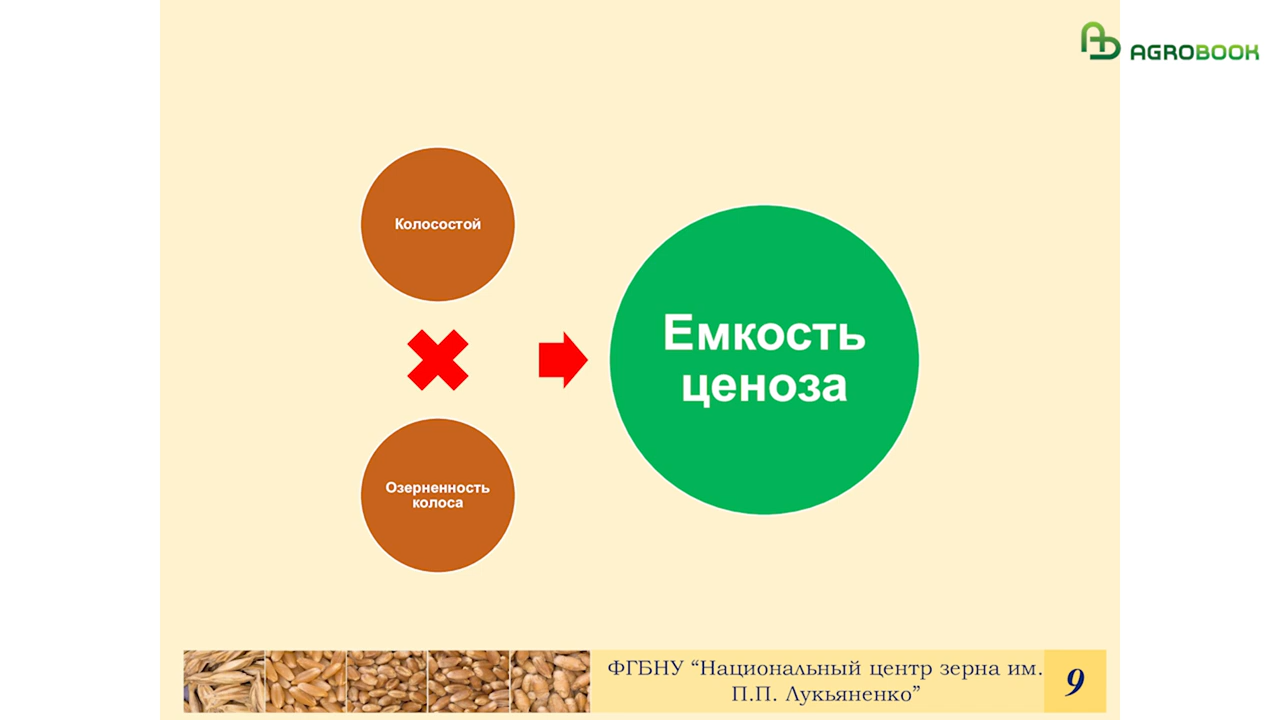 AGROBOOK
Колосостой
Емкость
ценоза
Озерненность
колоса
ФГБНУ “Национальный центр зерна им.
П.П. Лукьяненко”
9